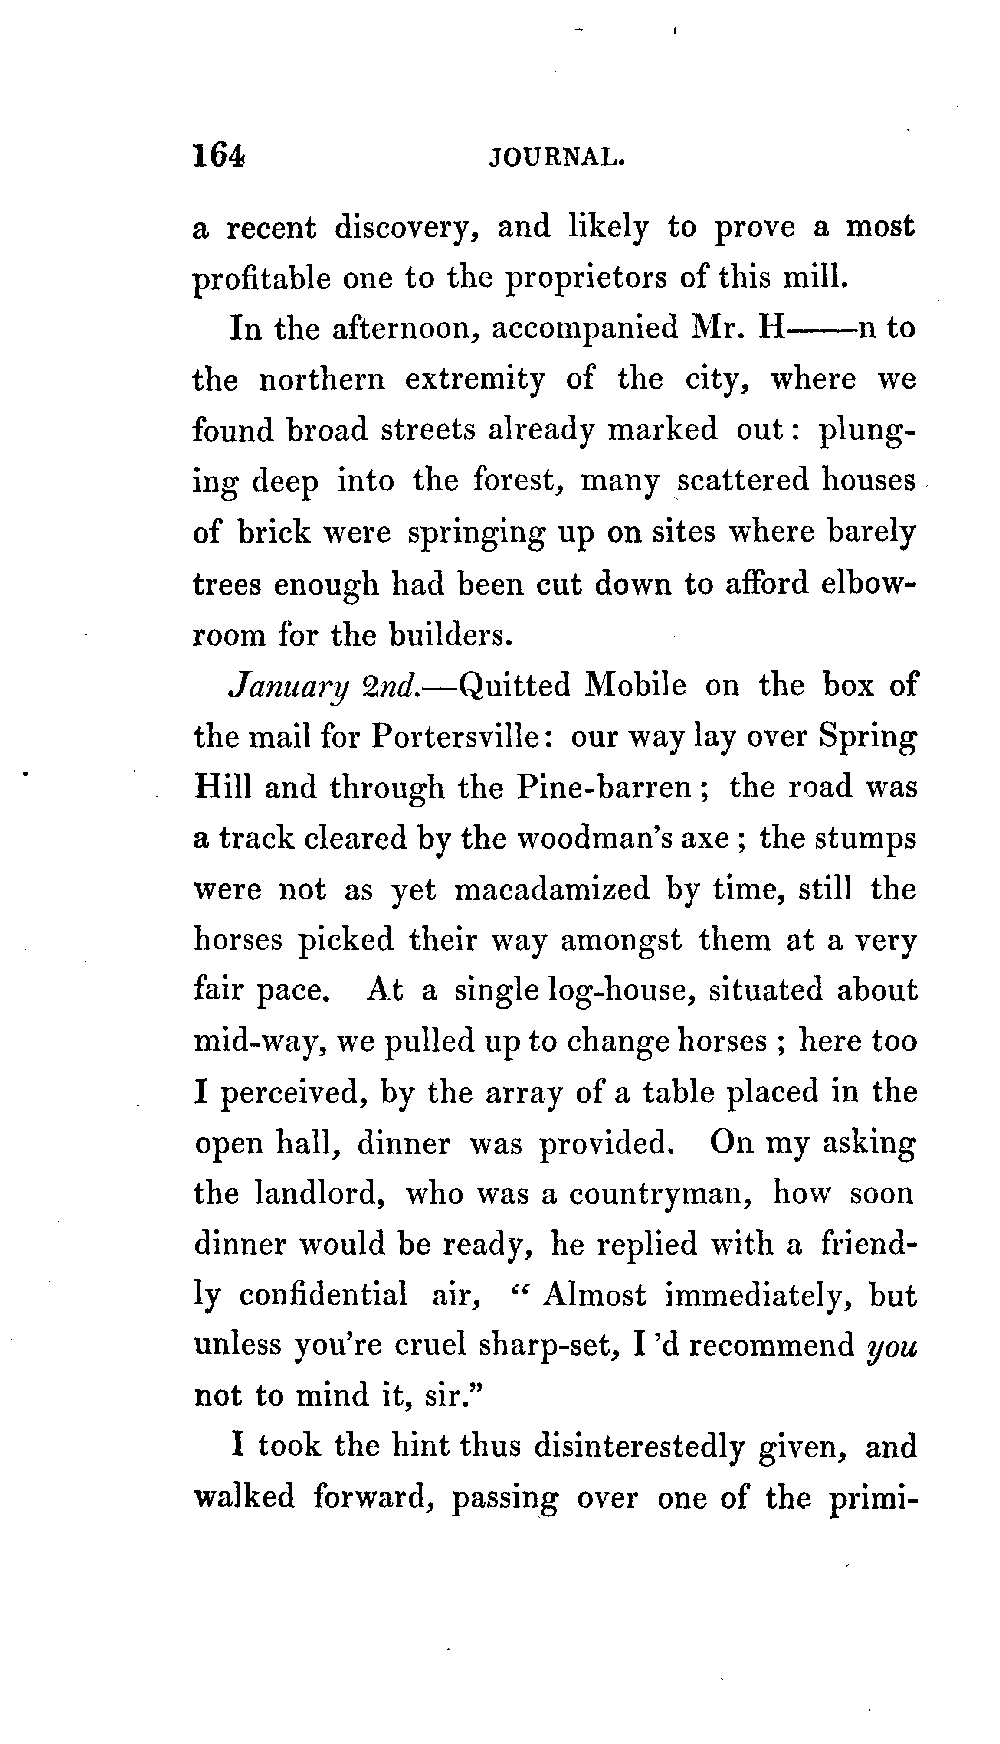 164 JOURNAL.
a recent discovery, and likely to prove a most
profitable one to the proprietors of this mill.
In the afternoon, accompanied Mr. H——n to
the northern extremity of the city, where we
found broad streets already marked out: plung-
ing deep into the forest, many scattered houses
of brick were springing up on sites where barely
trees enough had been cut down to afford elbow-
room for the builders.
January 2nd.—Quitted Mobile on the box of
the mail for Portersville: our way lay over Spring
Hill and through the Pine-barren; the road was
a track cleared by the woodman's axe; the stumps
were not as yet macadamized by time, still the
horses picked their way amongst them at a very
fair pace. At a single log-house, situated about
mid-way, we pulled up to change horses; here too
I perceived, by the array of a table placed in the
open hall, dinner was provided. On my asking
the landlord, who was a countryman, how soon
dinner would be ready, he replied with a friend-
ly confidential air, “Almost immediately, but
unless you're cruel sharp-set, I'd recommend you
not to mind it, sir.”
I took the hint thus disinterestedly given, and
walked forward, passing over one of the primi-